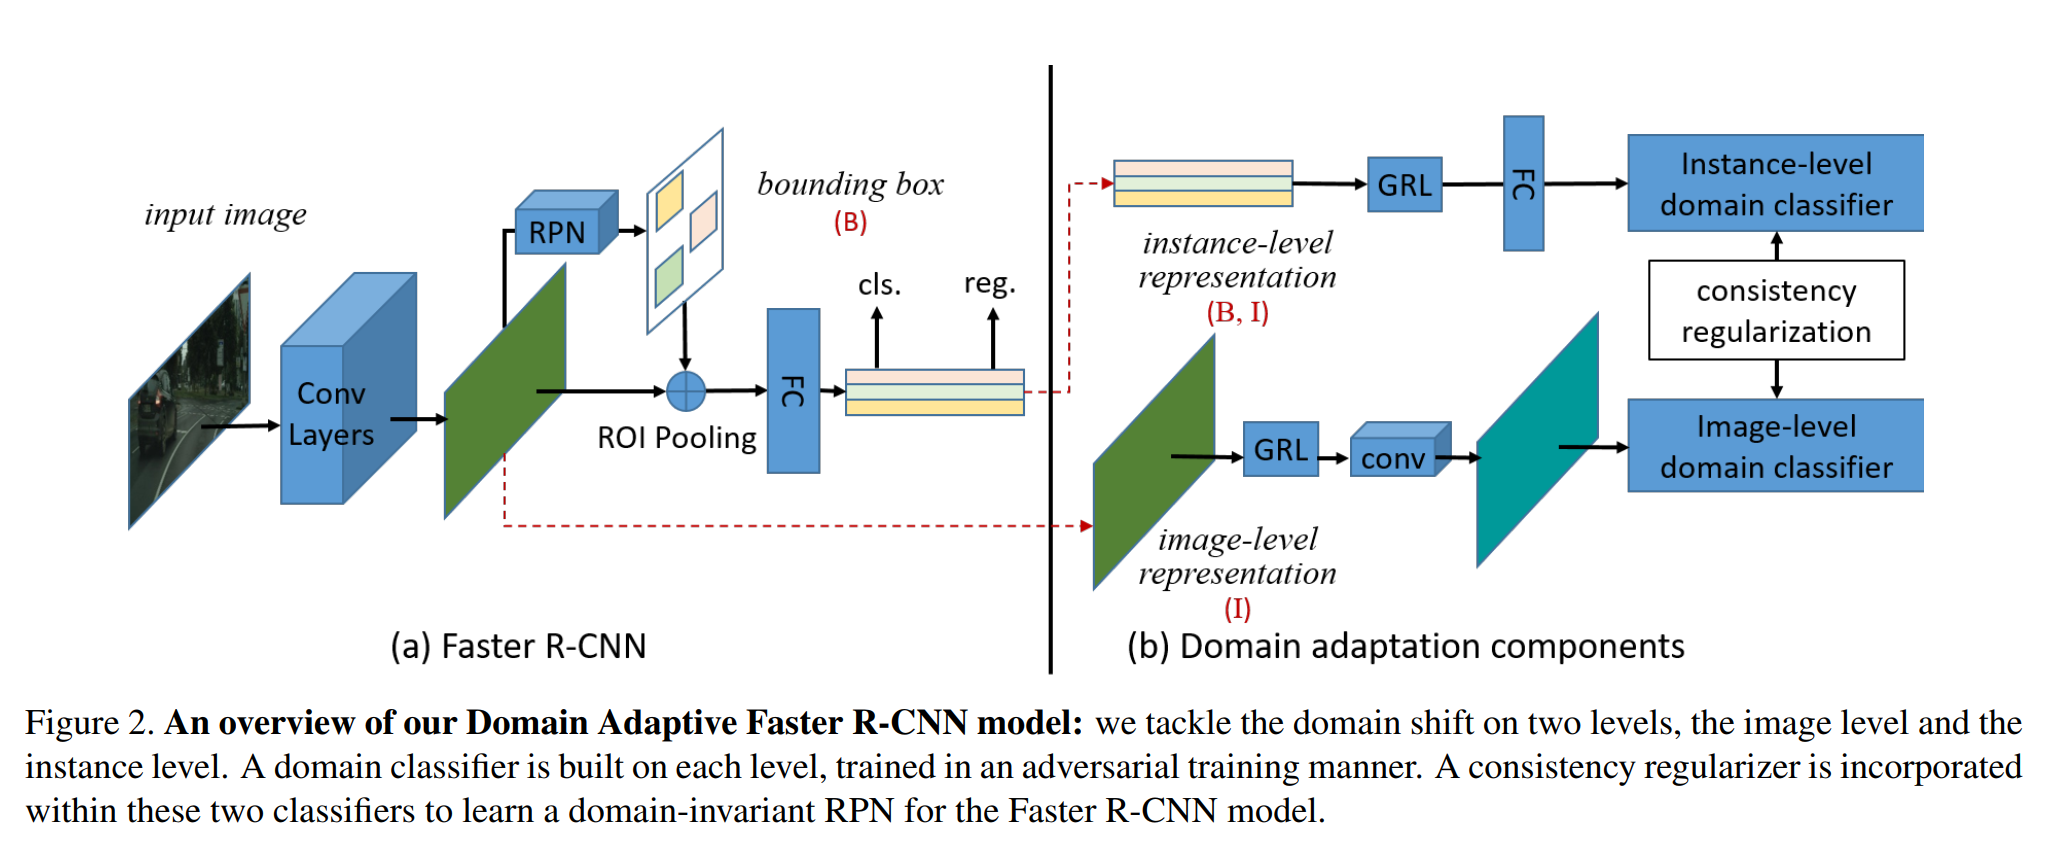 input image
Conv
Layers
RPN
bounding box
(B)
cls.
reg.
ROI Pooling
FC
(a) Faster R-CNN
instance-level
representation
(B, I)
GRL
FC
Instance-level
domain classifier
consistency
regularization
image-level
representation
(I)
GRL
conv
Image-level
domain classifier
(b) Domain adaptation components
Figure 2. An overview of our Domain Adaptive Faster R-CNN model: we tackle the domain shift on two levels, the image level and the
instance level. A domain classifier is built on each level, trained in an adversarial training manner. A consistency regularizer is incorporated
within these two classifiers to learn a domain-invariant RPN for the Faster R-CNN model.